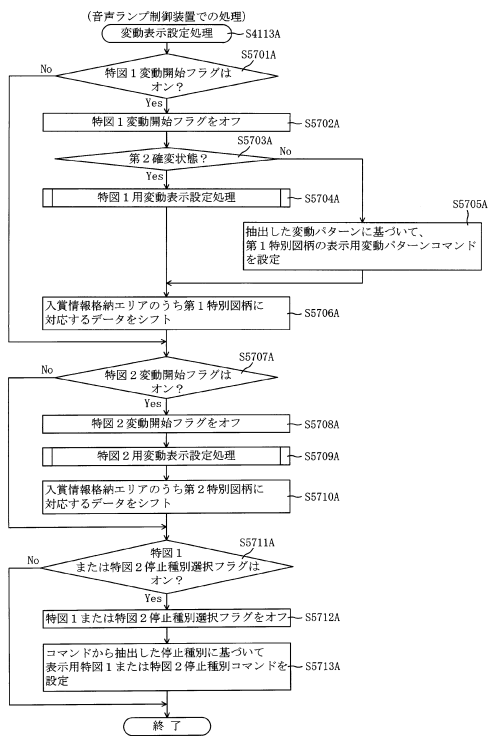 (音声ランプ制御装置での処理)
変動表示設定処理
S4113A
S5701A
特図1変動開始フラグは
オン?
No
Yes
特図1変動開始フラグをオフ
S5702A
S5703A
第2確変状態?
No
Yes
特図1用変動表示設定処理
S5704A
S5705A
抽出した変動パターンに基づいて、
第1特別図柄の表示用変動パターンコマンド
を設定
入賞情報格納エリアのうち第1特別図柄に
対応するデータをシフト
S5706A
S5707A
特図2変動開始フラグは
オン?
No
Yes
特図2変動開始フラグをオフ
S5708A
特図2用変動表示設定処理
S5709A
入賞情報格納エリアのうち第2特別図柄に
対応するデータをシフト
S5710A
S5711A
特図1
または特図2停止種別選択フラグは
オン?
No
Yes
特図1または特図2停止種別選択フラグをオフ
S5712A
コマンドから抽出した停止種別に基づいて
表示用特図1または特図2停止種別コマンドを
設定
S5713A
終了